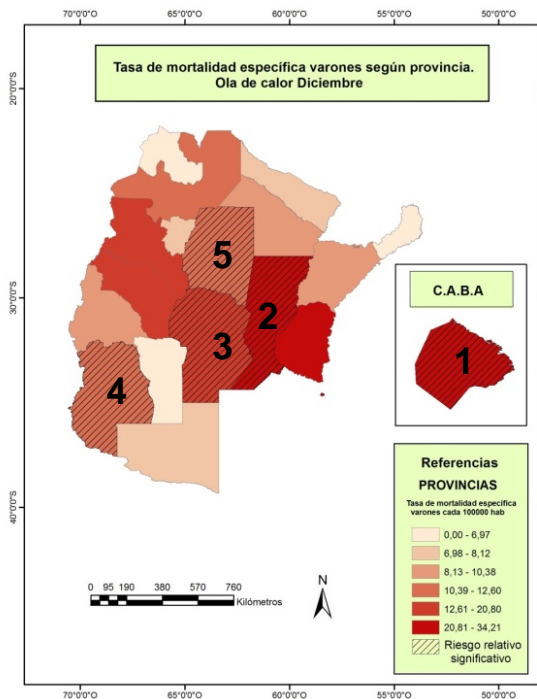 70°0'0"O 65°0'0"O 60°0'0"O 55°0'0"O 50°0'0"O
Tasa de mortalidad específica varones según provincia.
Ola de calor Diciembre
20°0'0"S
30°0'0"S
40°0'0"S
5
2
3
4
C.A.B.A
1
Referencias
PROVINCIAS
Tasa de mortalidad específica
varones cada 100000 hab
0,00 - 6,97
6,98 - 8,12
8,13 - 10,38
10,39 - 12,60
12,61 - 20,80
20,81 - 34,21
Riesgo relativo
significativo
0 95 190 380 570 760
Kilómetros
N
70°0'0"O 65°0'0"O 60°0'0"O 55°0'0"O 50°0'0"O